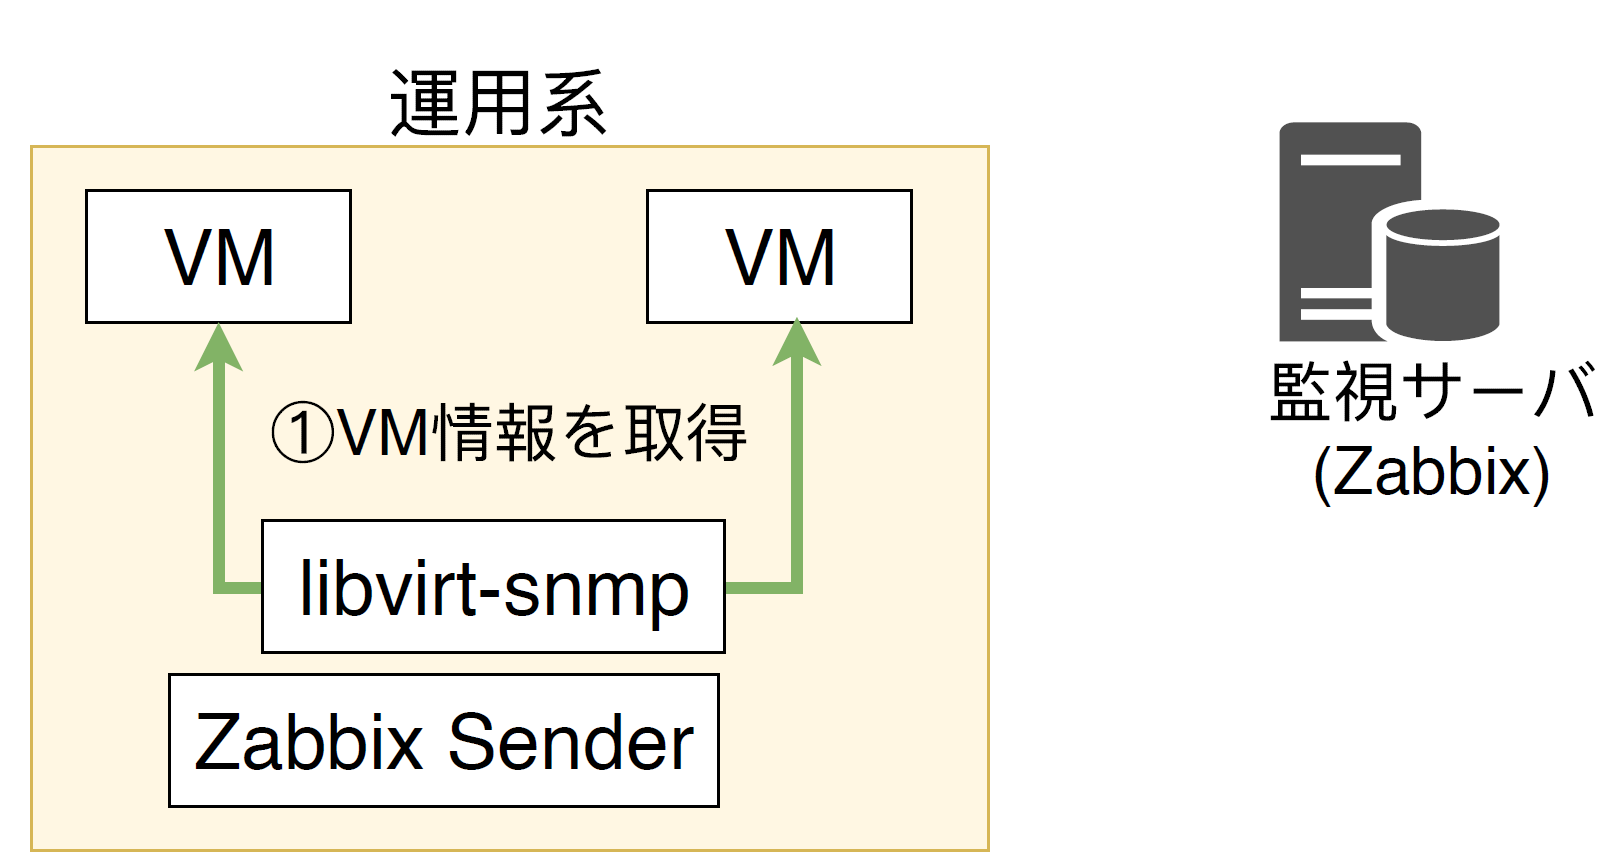 運用系
VM
VM
①VM情報を取得
libvirt-snmp
Zabbix Sender
監視サーバ
(Zabbix)